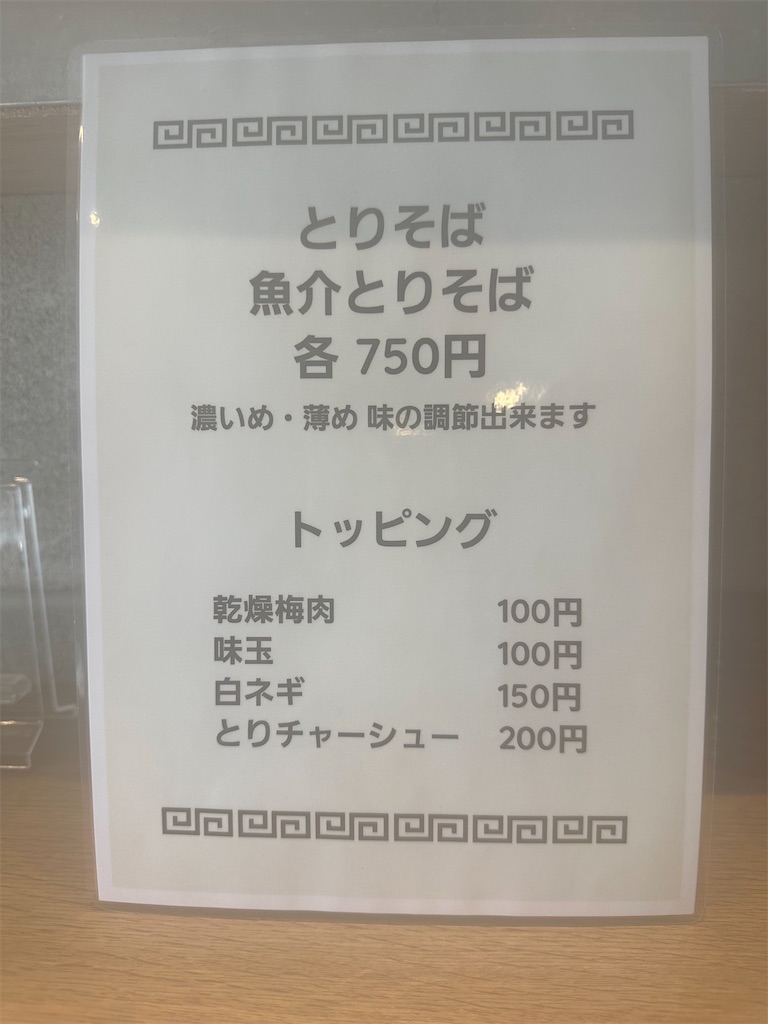 とりそば
魚介とりそば
各 750円
濃いめ・薄め 味の調節出来ます
トッピング
乾燥梅肉 100円
味玉 100円
白ネギ 150円
とりチャーシュー 200円